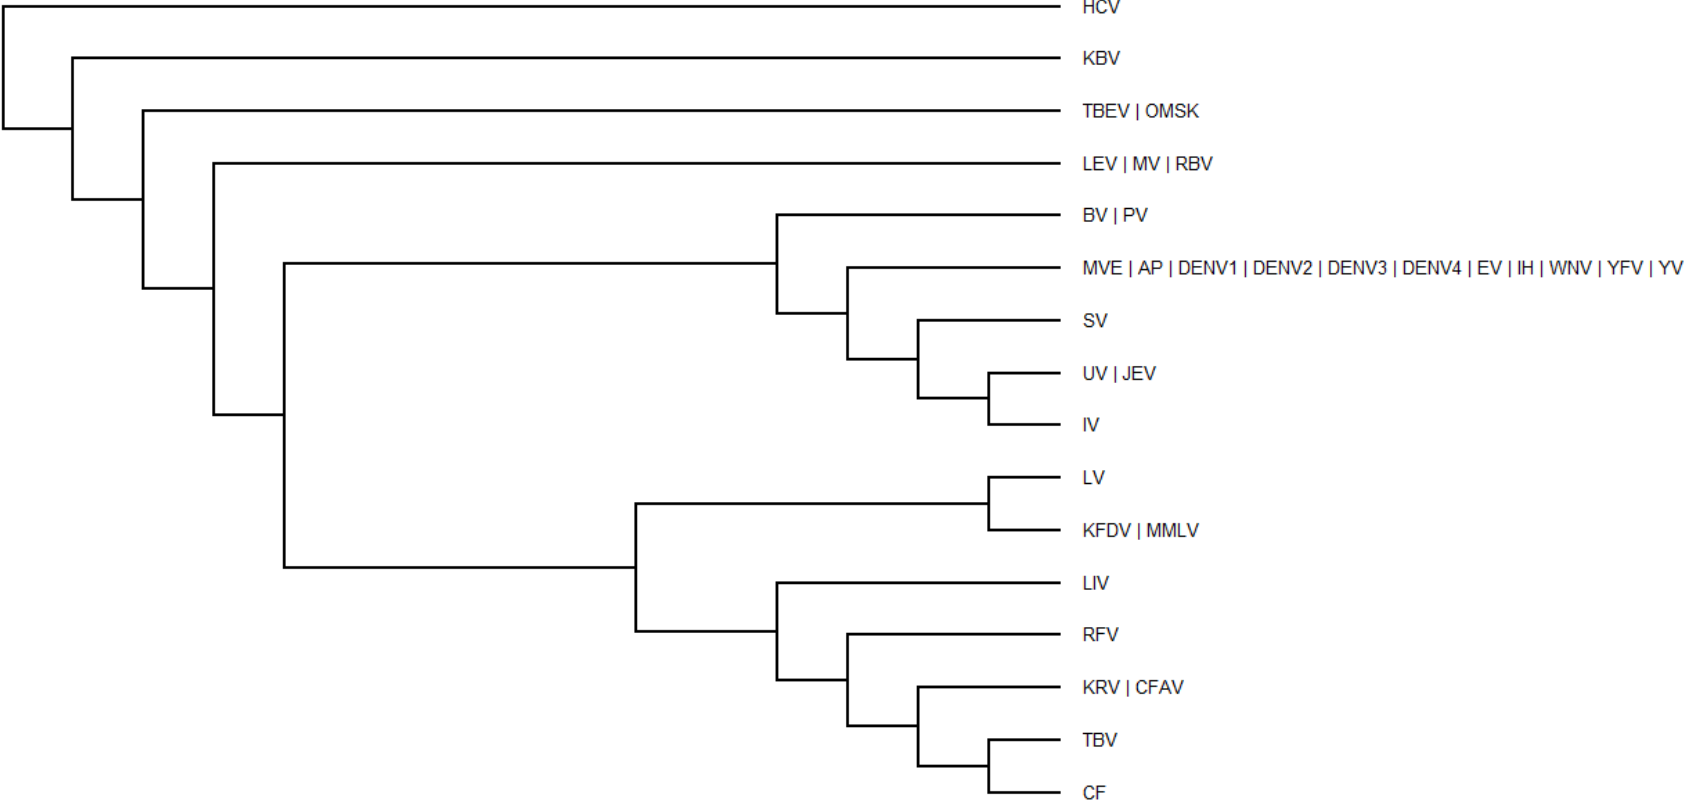 HCV
KBV
TBEV | OMSK
LEV | MV | RBV
BV | PV
MVE | AP | DENV1 | DENV2 | DENV3 | DENV4 | EV | IH | WNV | YFV | YV
SV
UV | JEV
IV
LV
KFDV | MMLV
LIV
RFV
KRV | CFAV
TBV
CF